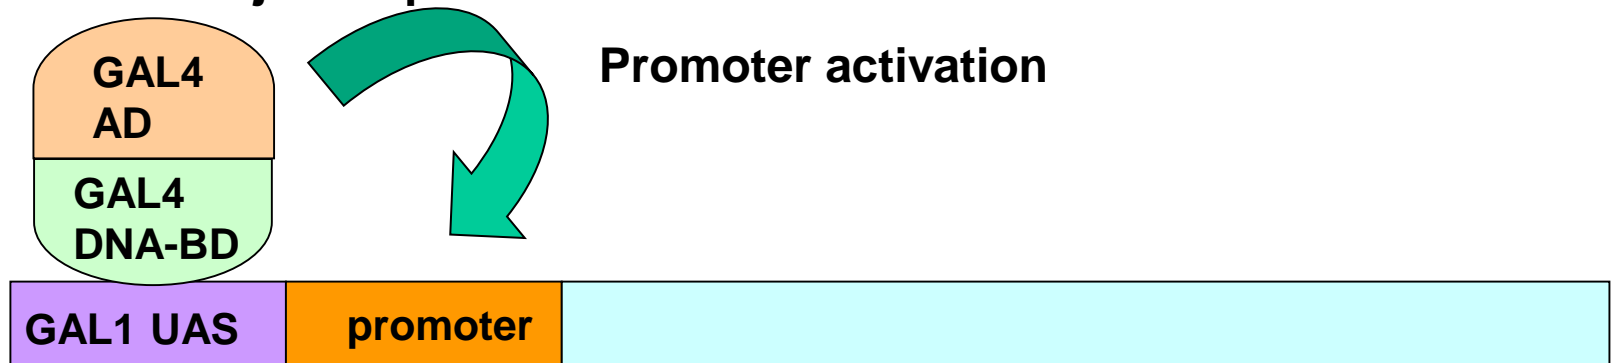 GAL4
AD
Promoter activation
GAL4
DNA-BD
GAL1 UAS
promoter